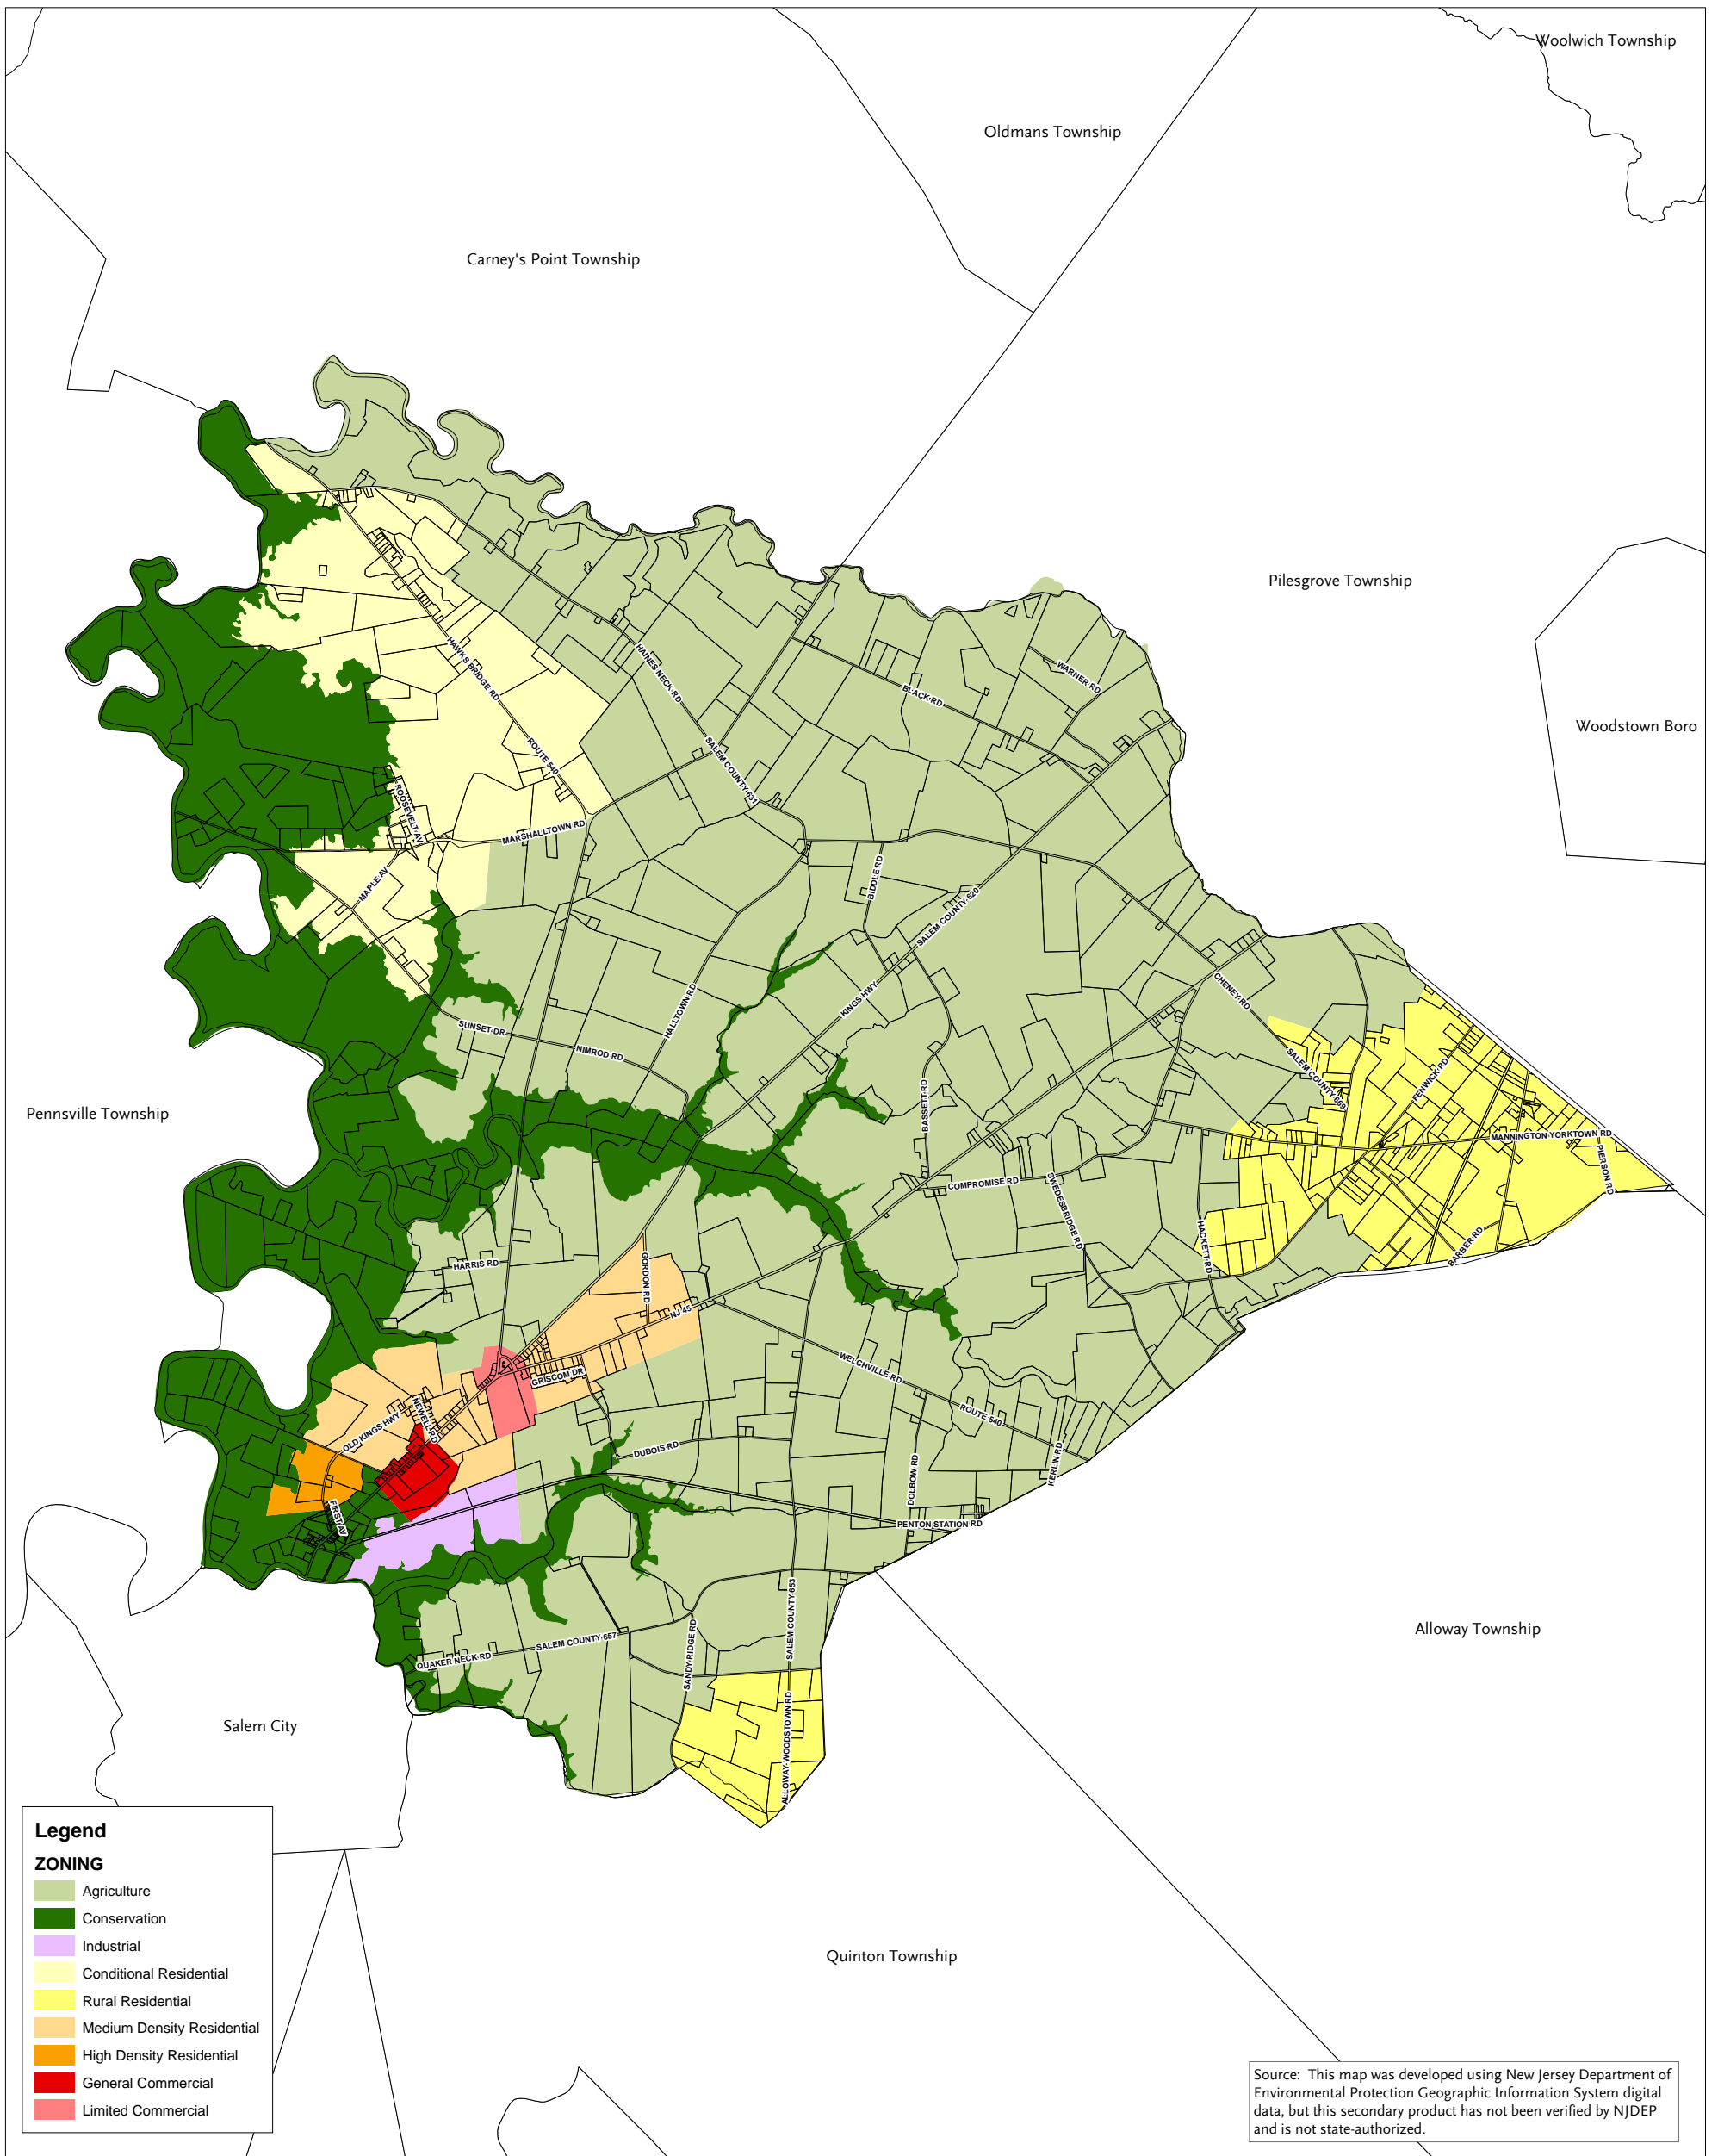 Woolwich Township
Oldmans Township
Carney's Point Township
Pilesgrove Township
Woodstown Boro
Pennsville Township
Alloway Township
Salem City
Quinton Township
HAWKS BRIDGE RD
HAINES NECK RD
WARNER RD
BLACK RD
ROUTE 540
SALEM COUNTY 631
ROOSEVELT AV
MARSHALLTOWN RD
MAPLE AV
BIDDLE RD
SALEM COUNTY 620
KINGS HWY
HALLTOWN RD
CHENEY RD
SUNSET DR
NIMROD RD
SALEM COUNTY 669
FENWICK RD
BASSETT RD
MANNINGTON YORKTOWN RD
PIERSON RD
COMPROMISE RD
SWEDESBRIDGE RD
HACKETT RD
BARBER RD
HARRIS RD
GORDON RD
NJ 45
GRISCOM DR
WELCHVILLE RD
OLD KINGS HWY
NEWELL RD
ROUTE 540
DUBOIS RD
KERLIN RD
DOLBOW RD
FIRST AV
PENTON STATION RD
SALEM COUNTY 653
SALEM COUNTY 657
QUAKER NECK RD
SANDY RIDGE RD
ALLOWAY WOODSTOWN RD
Legend
ZONING
Agriculture
Conservation
Industrial
Conditional Residential
Rural Residential
Medium Density Residential
High Density Residential
General Commercial
Limited Commercial
Source: This map was developed using New Jersey Department of
Environmental Protection Geographic Information System digital
data, but this secondary product has not been verified by NJDEP
and is not state-authorized.